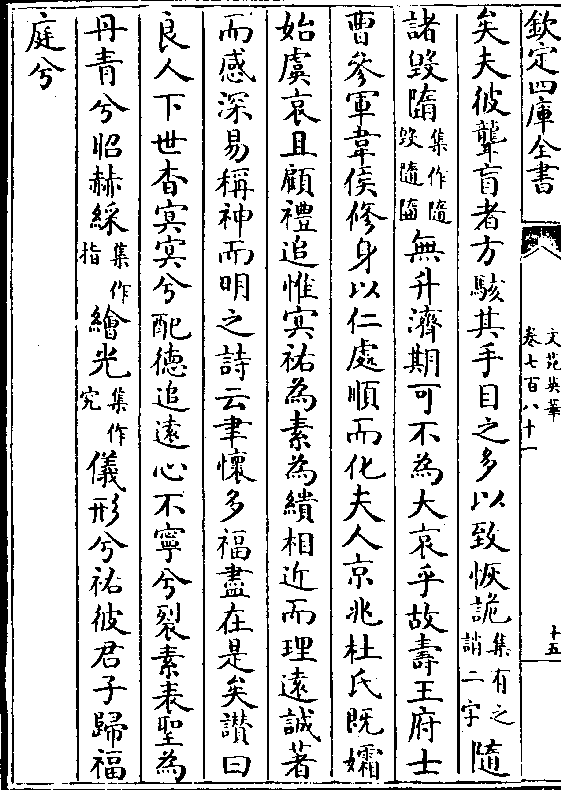 欽定四庫全書
文苑英華
卷七百八十一
十五
矣夫彼聾盲者方駭其手目之多以致恢詭集有之誚二字隨
諸毀隋集作隨毀隨隨無升濟期可不為大哀乎故壽王府士
曹參軍韋侯修身以仁處順而化夫人京兆杜氏既孀
始虞哀且顧禮追惟冥祐為素為繢相近而理遠誠著
而感深易稱神而明之詩云聿懷多福盡在是矣讃曰
良人下世杳冥冥兮配德追遠心不寧兮裂素表聖為
丹青兮昭赫綵集作指繪光集作究儀形兮祐彼君子歸福
庭兮